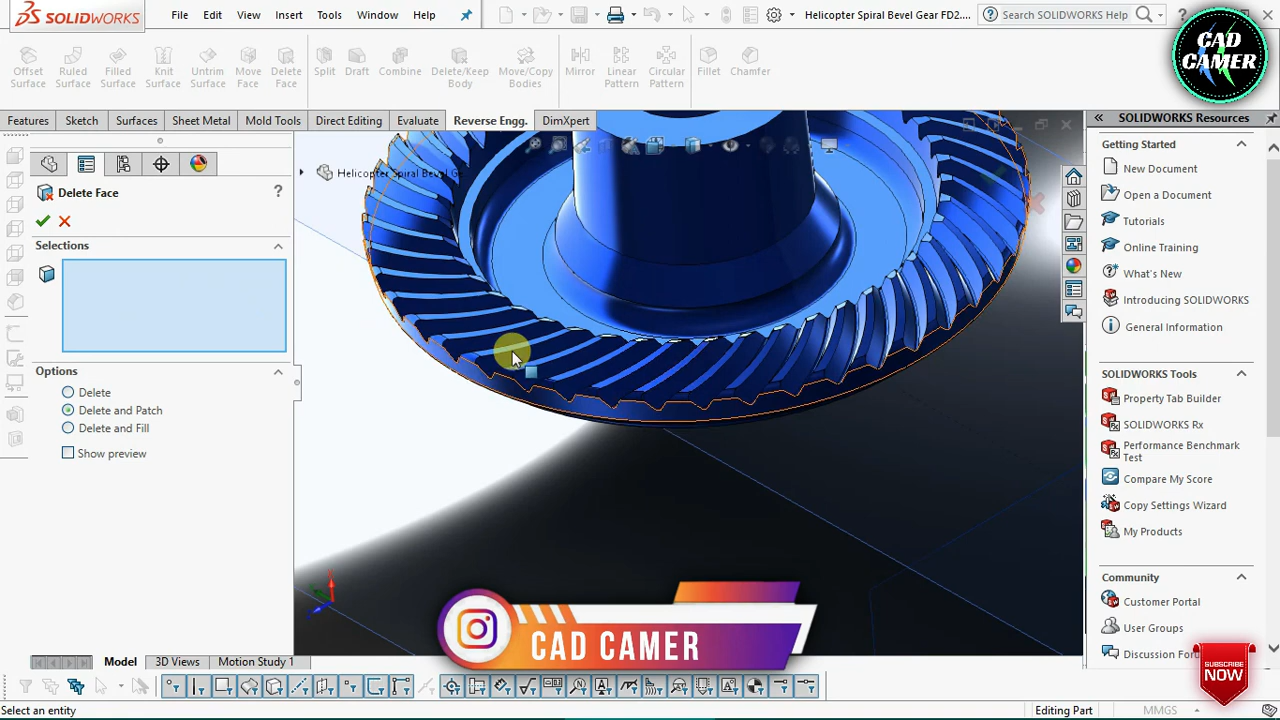 SOLIDWORKS
File Edit View Insert Tools Window Help
Helicopter Spiral Bevel Gear FD2....
Search SOLIDWORKS Help
CAD
CAMER
Offset
Surface
Ruled
Surface
Filled
Surface
Knit
Surface
Untrim
Surface
Move
Face
Delete
Face
Split
Draft
Combine
Delete/Keep
Body
Move/Copy
Bodies
Mirror
Linear
Pattern
Circular
Pattern
Fillet
Chamfer
Features Sketch Surfaces Sheet Metal Mold Tools Direct Editing Evaluate Reverse Engg. DimXpert
Delete Face
?
Selections
Options
Delete
Delete and Patch
Delete and Fill
Show preview
Helicopter Spiral Bevel Ge
SOLIDWORKS Resources
Getting Started
New Document
Open a Document
Tutorials
Online Training
What's New
Introducing SOLIDWORKS
General Information
SOLIDWORKS Tools
Property Tab Builder
SOLIDWORKS Rx
Performance Benchmark
Test
Compare My Score
Copy Settings Wizard
My Products
Community
Customer Portal
User Groups
Discussion Foru
CAD CAMER
SUBSCRIBE
NOW
Model 3D Views Motion Study 1
Select an entity
Editing Part
MMGS